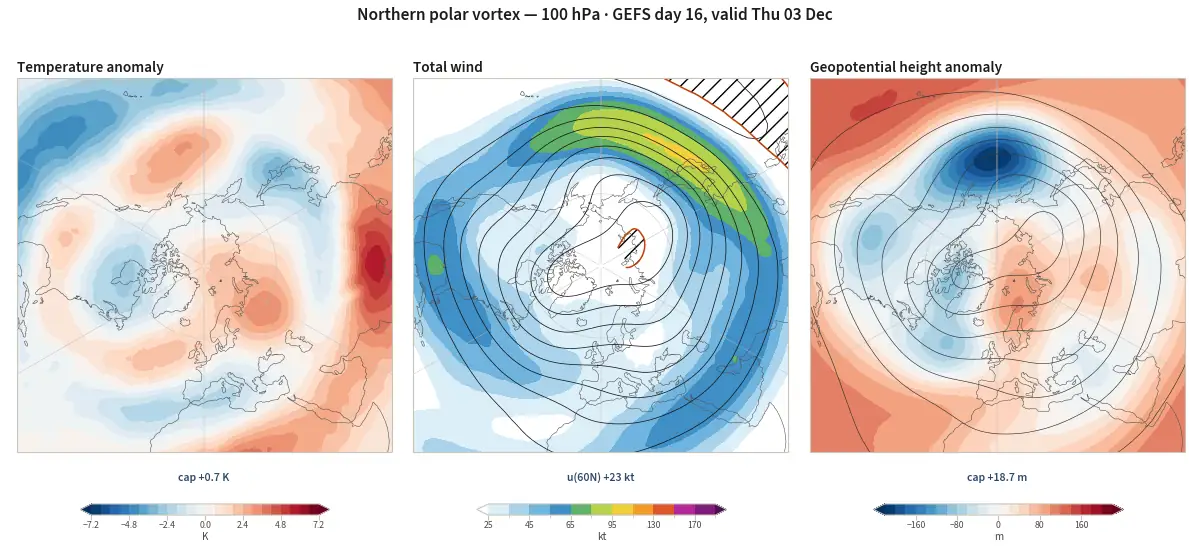 Northern polar vortex — 100 hPa · GEFS day 16, valid Thu 03 Dec
Temperature anomaly
Total wind
Geopotential height anomaly
cap +0.7 K
u(60N) +23 kt
cap +18.7 m
−7.2 −4.8 −2.4 0.0 2.4 4.8 7.2
K
25 45 65 95 130 170
kt
−160 −80 0 80 160
m